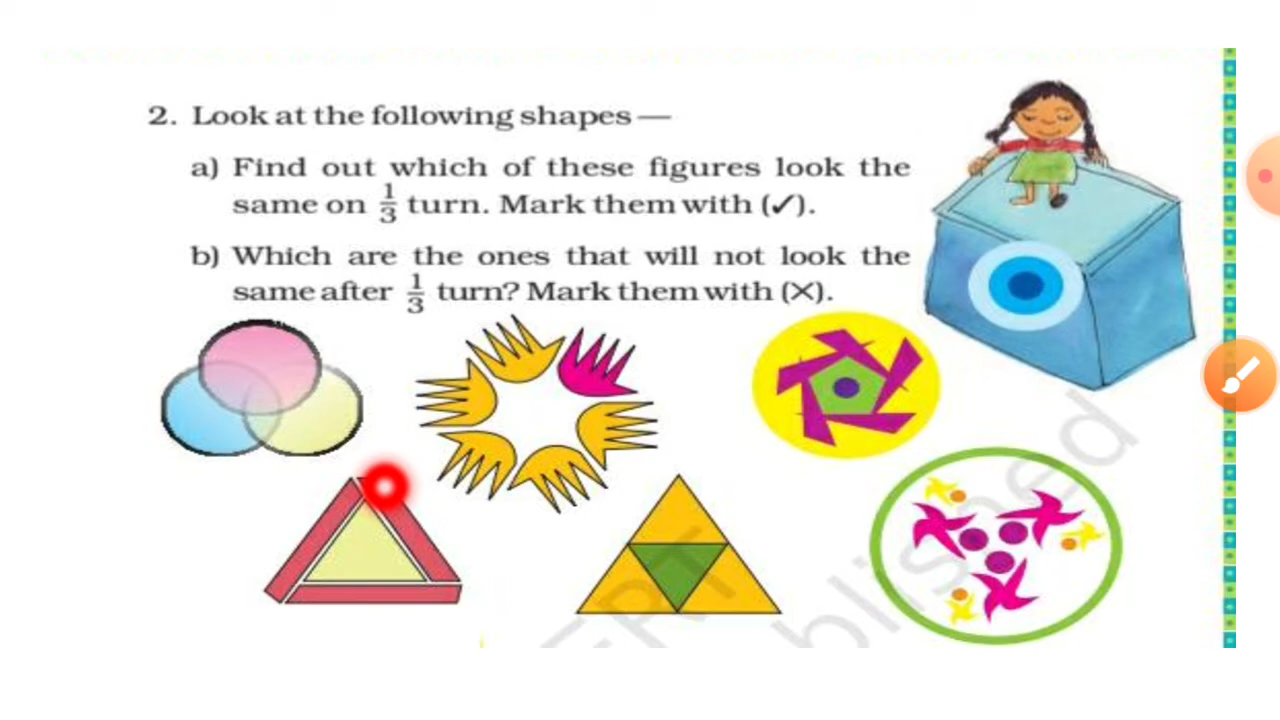 2. Look at the following shapes —
a) Find out which of these figures look the
same on 1/3 turn. Mark them with (✓).
b) Which are the ones that will not look the
same after 1/3 turn? Mark them with (✕).
ERT
blished